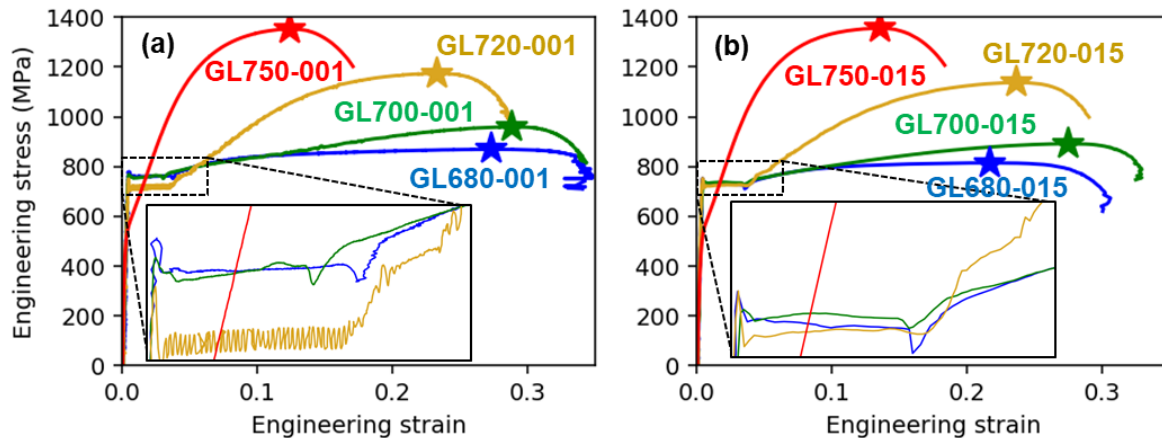 1400
1200
1000
800
600
400
200
0
Engineering stress (MPa)
(a)
GL750-001
GL720-001
GL700-001
GL680-001
0.0
0.1
0.2
0.3
Engineering strain
1400
1200
1000
800
600
400
200
0
(b)
GL750-015
GL720-015
GL700-015
GL680-015
0.0
0.1
0.2
0.3
Engineering strain